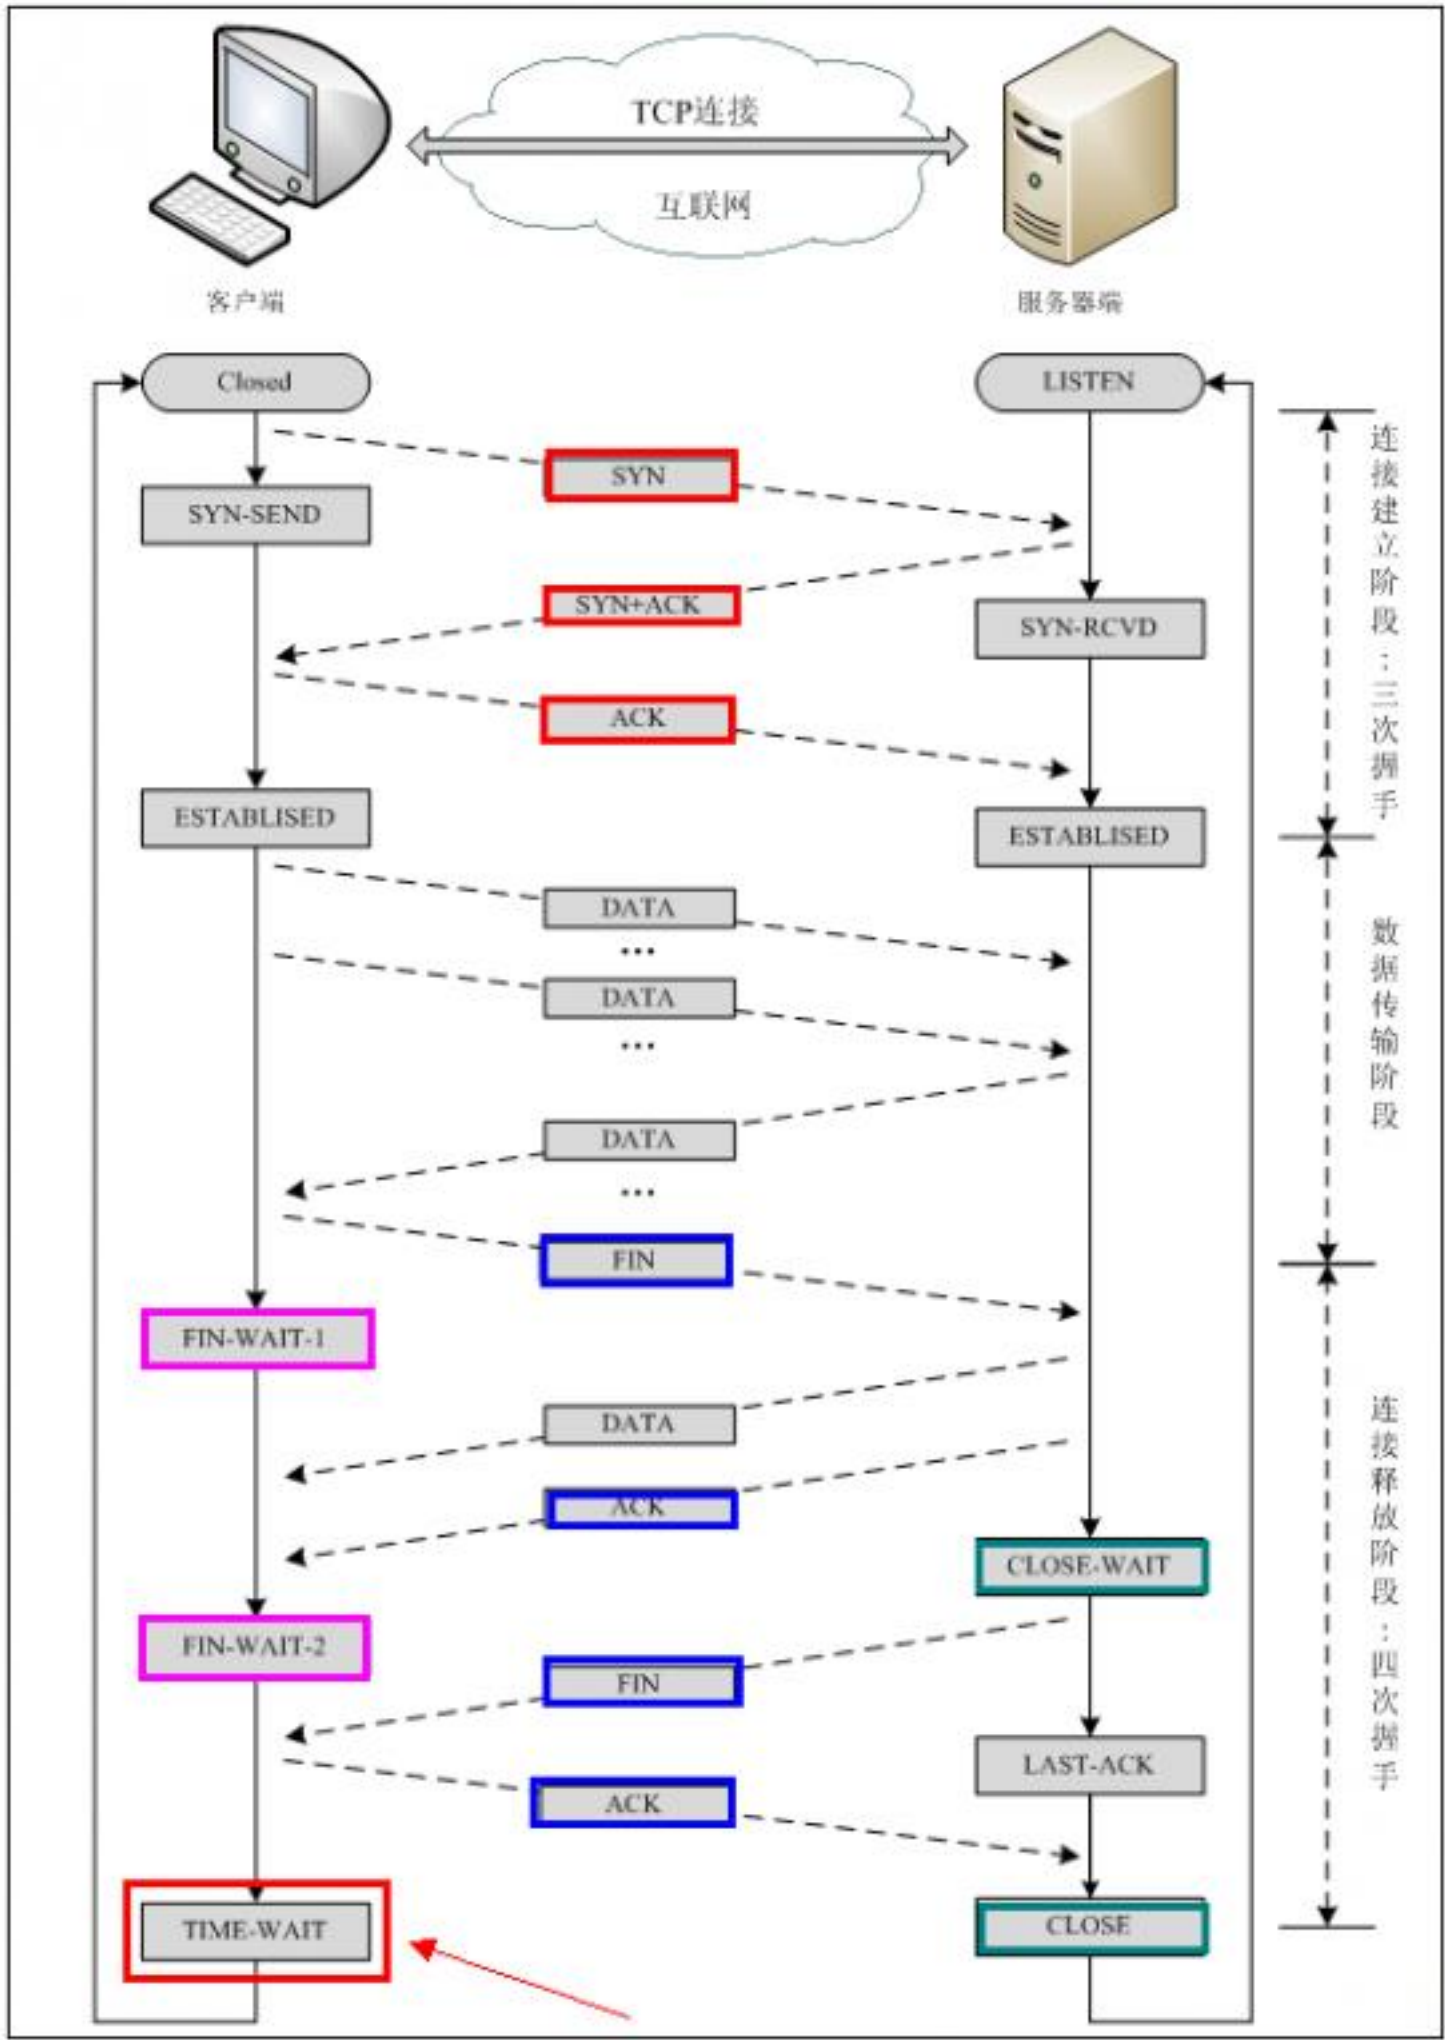 TCP连接
互联网
客户端
服务器端
Closed
LISTEN
SYN
SYN-SEND
SYN+ACK
SYN-RCVD
ACK
ESTABLISED
ESTABLISED
连接建立阶段：三次握手
DATA
...
DATA
...
DATA
...
数据传输阶段
FIN
FIN-WAIT-1
DATA
ACK
CLOSE-WAIT
FIN-WAIT-2
FIN
LAST-ACK
ACK
TIME-WAIT
CLOSE
连接释放阶段：四次握手